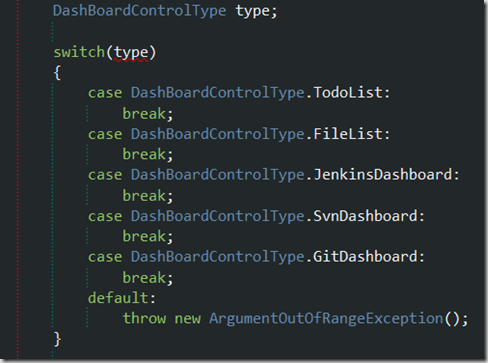 DashBoardControlType type;
switch(type)
{
case DashBoardControlType.TodoList:
break;
case DashBoardControlType.FileList:
break;
case DashBoardControlType.JenkinsDashboard:
break;
case DashBoardControlType.SvnDashboard:
break;
case DashBoardControlType.GitDashboard:
break;
default:
throw new ArgumentOutOfRangeException();
}